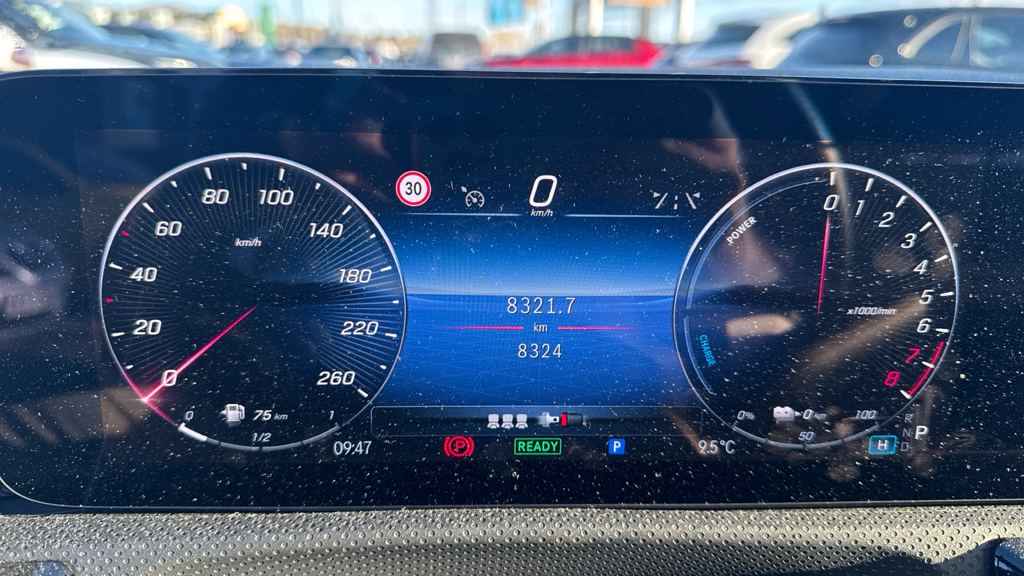 30
0
km/h
80 100
60 140
km/h
40 180
20 220
0 260
0 75 km 1
1/2
09:47
8321.7
km
8324
READY
P
P
9.5°C
POWER
0 1 2 3 4 5 6 7 8
x1000/min
CHARGE
0% 0 km 100
50
H
R
N P
D